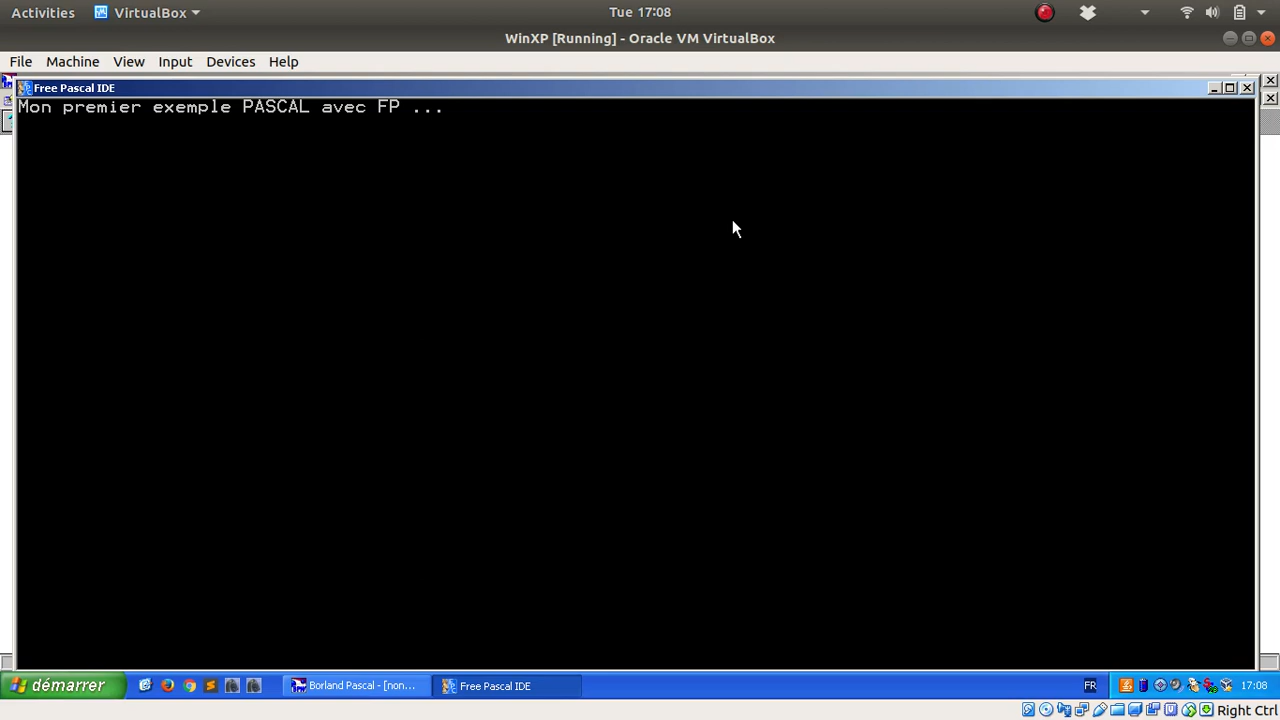 Activities VirtualBox Tue 17:08
WinXP [Running] - Oracle VM VirtualBox
File Machine View Input Devices Help
Free Pascal IDE
Mon premier exemple PASCAL avec FP ...
démarrer Borland Pascal - [non... Free Pascal IDE FR 17:08
Right Ctrl